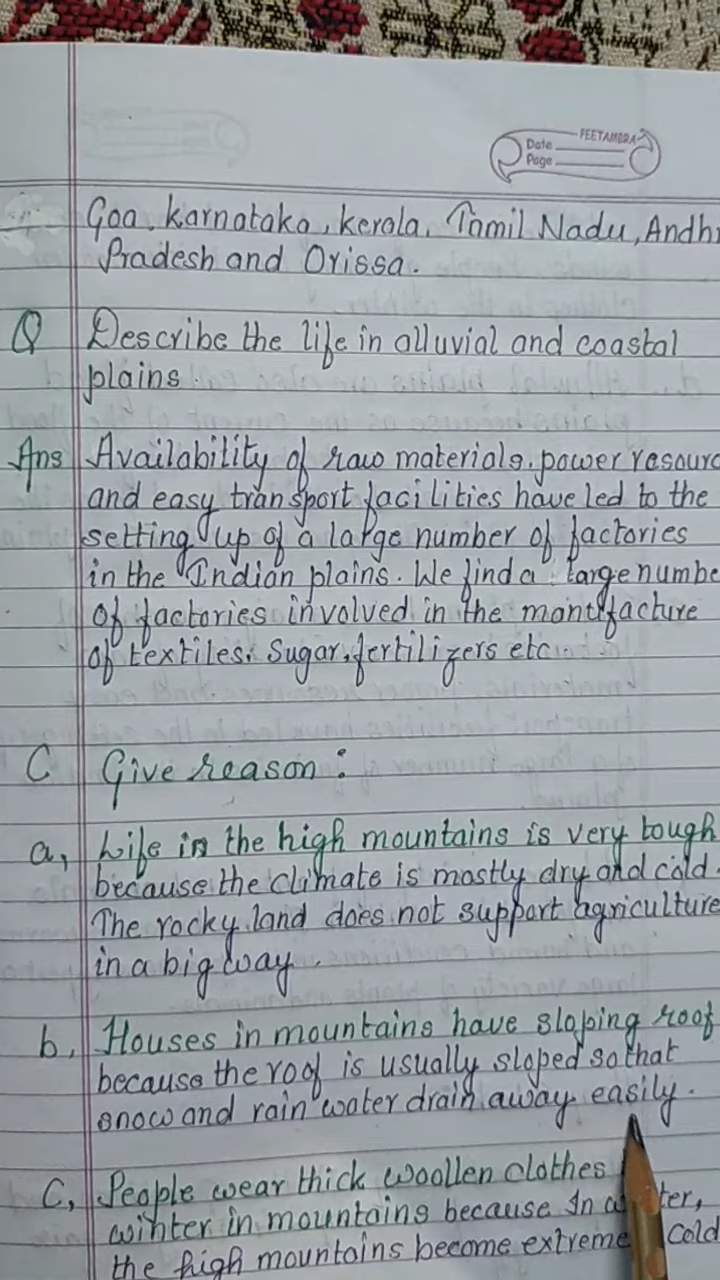 PEETAMBRA
Date
Page
Goa, Karnataka, Kerala, Tamil Nadu, Andh
Pradesh and Orissa.
Q Describe the life in alluvial and coastal
plains.
Ans Availability of raw materials, power resourc
and easy transport facilities have led to the
setting up of a large number of factories
in the Indian plains. We find a large numbe
of factories involved in the
of textiles, Sugar, fertilizers etc.
C Give reason:
a, Life in the high mountains is very tough
because the climate is mostly dry and cold.
The rocky land does not support agriculture
in a big way.
b, Houses in mountains have sloping roof
because the roof is usually sloped so that
snow and rain water drain away easily.
C, People wear thick woollen clothes
winter in mountains because In
the high mountains become extreme cold